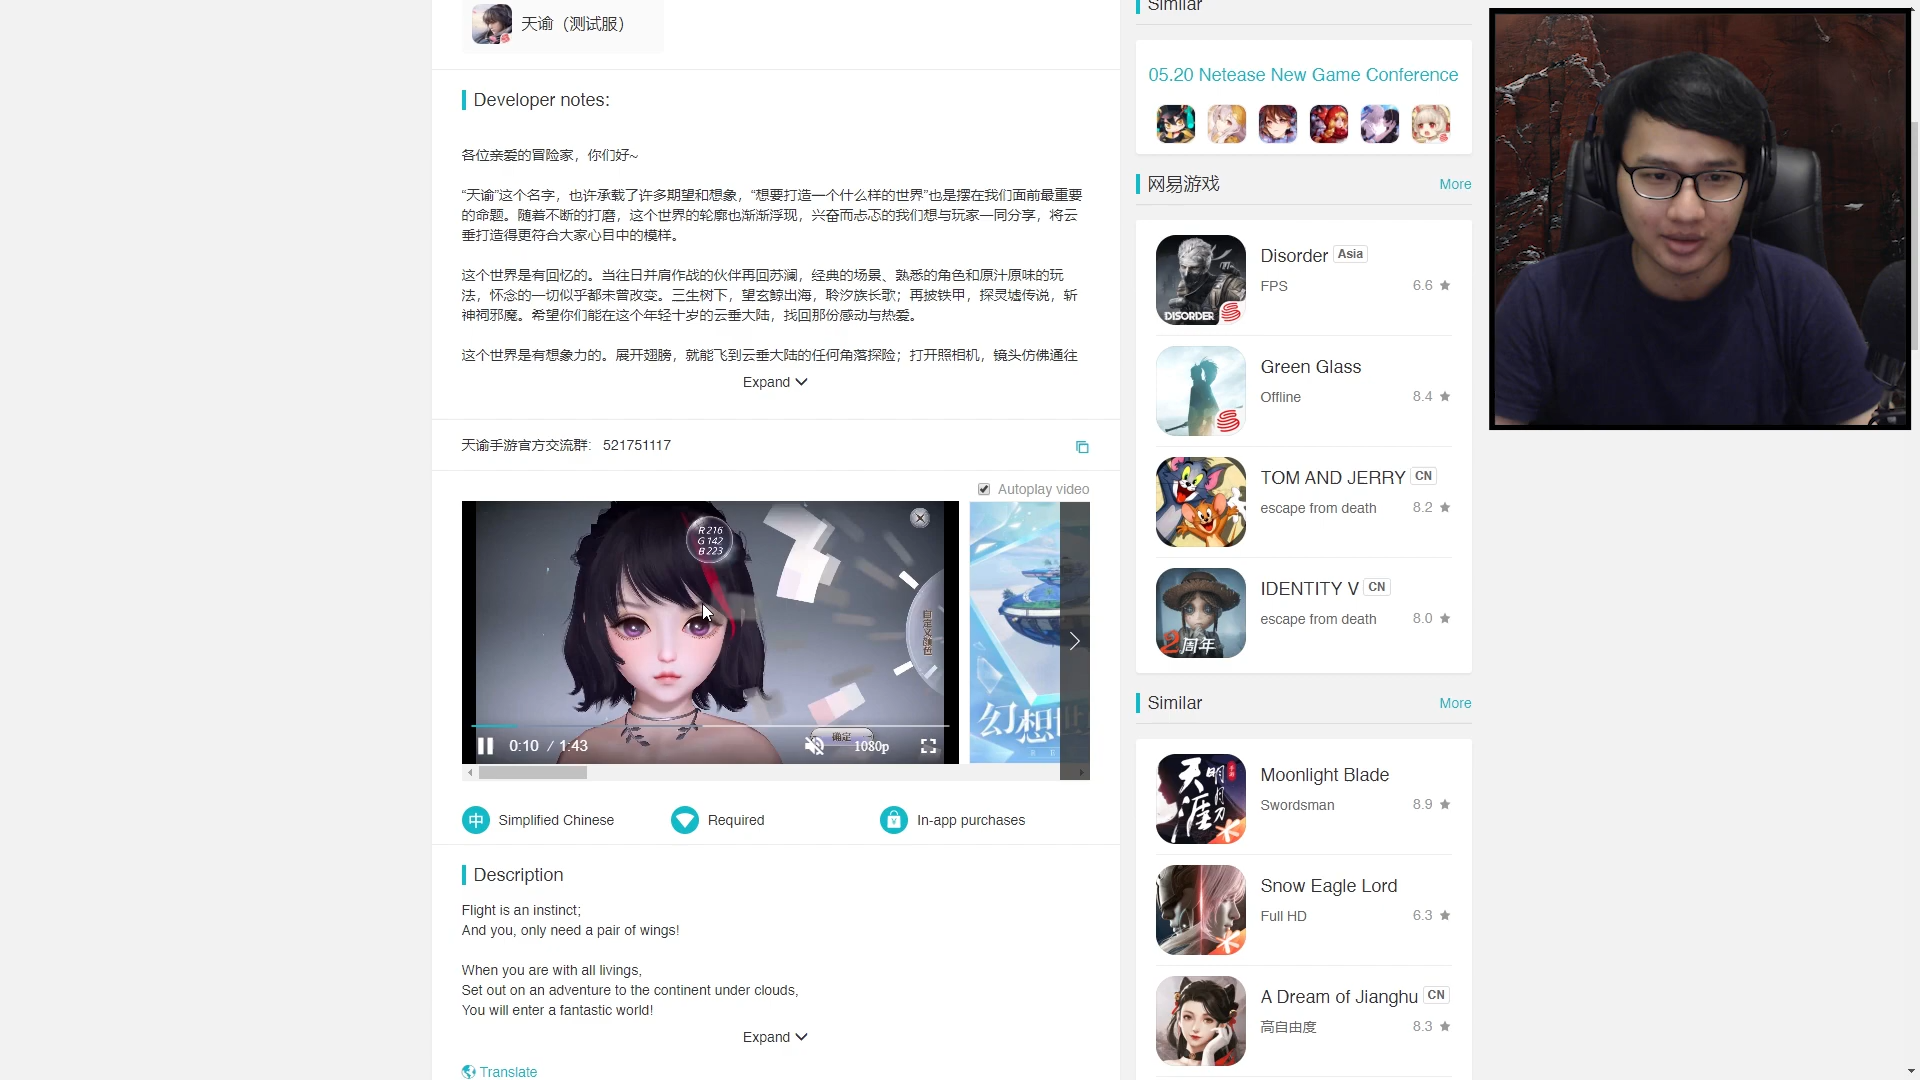 天谕（测试服）
Developer notes:
各位亲爱的冒险家，你们好~
“天谕”这个名字，也许承载了许多期望和想象，“想要打造一个什么样的世界”也是摆在我们面前最重要
的命题。随着不断的打磨，这个世界的轮廓也渐渐浮现，兴奋而忐忑的我们想与玩家一同分享，将云
垂打造得更符合大家心目中的模样。
这个世界是有回忆的。当往日并肩作战的伙伴再回苏澜，经典的场景、熟悉的角色和原汁原味的玩
法，怀念的一切似乎都未曾改变。三生树下，望玄鲸出海，聆汐族长歌；再披铁甲，探灵墟传说，斩
神祠邪魔。希望你们能在这个年轻十岁的云垂大陆，找回那份感动与热爱。
这个世界是有想象力的。展开翅膀，就能飞到云垂大陆的任何角落探险；打开照相机，镜头仿佛通往
Expand
天谕手游官方交流群: 521751117
Autoplay video
R 216
G 142
B 223
自定义颜色
确定
0:10 / 1:43
1080p
幻想世
中 Simplified Chinese
Required
¥ In-app purchases
Description
Flight is an instinct;
And you, only need a pair of wings!
When you are with all livings,
Set out on an adventure to the continent under clouds,
You will enter a fantastic world!
Expand
Translate
Similar
05.20 Netease New Game Conference
网易游戏
More
DISORDER
Disorder Asia
FPS
6.6
Green Glass
Offline
8.4
TOM AND JERRY CN
escape from death
8.2
2周年
IDENTITY V CN
escape from death
8.0
Similar
More
天涯明月刀
Moonlight Blade
Swordsman
8.9
Snow Eagle Lord
Full HD
6.3
A Dream of Jianghu CN
高自由度
8.3